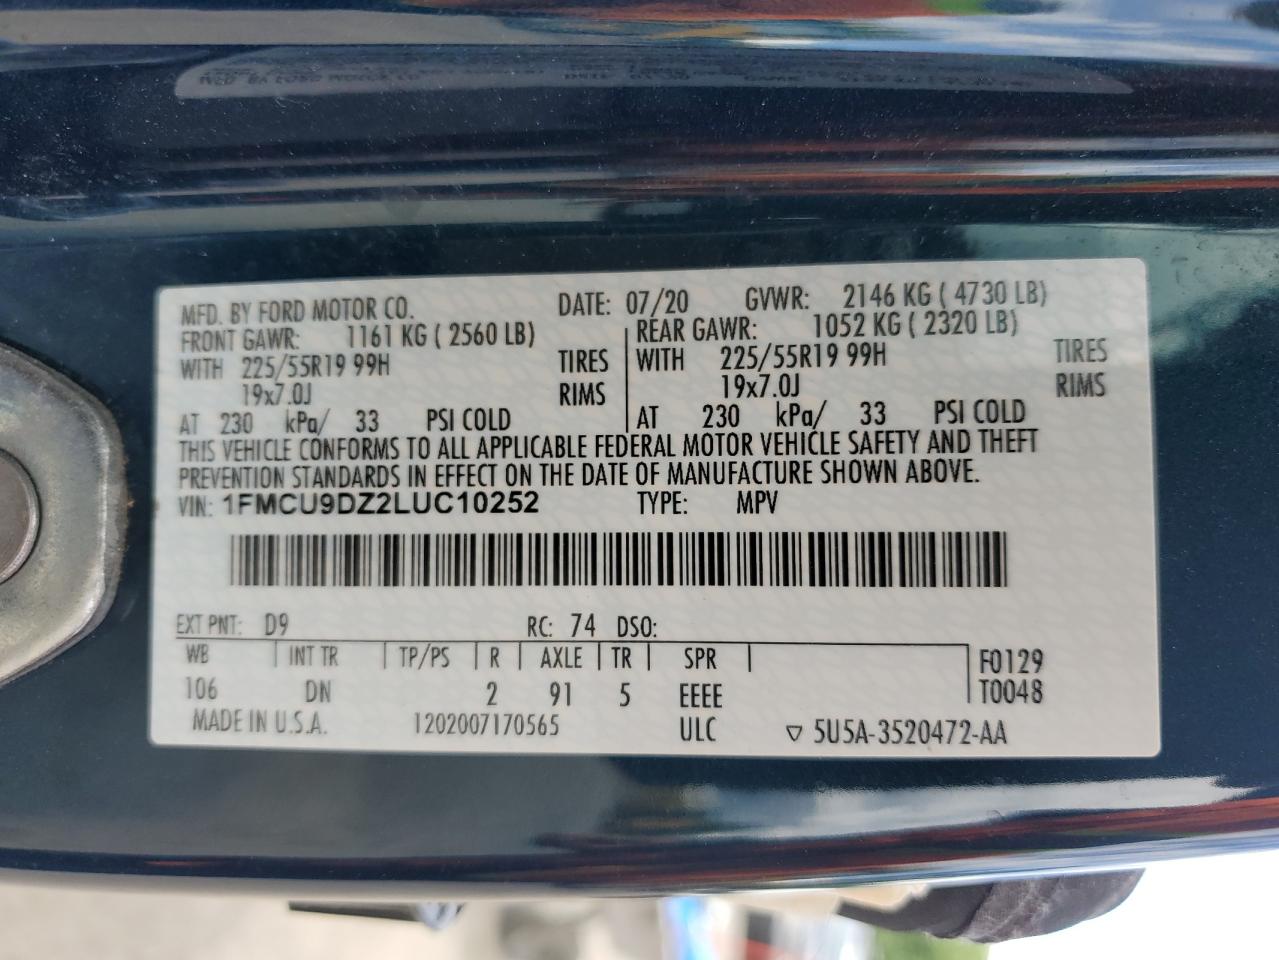 MFD. BY FORD MOTOR CO. DATE: 07/20 GVWR: 2146 KG ( 4730 LB)
FRONT GAWR: 1161 KG ( 2560 LB) REAR GAWR: 1052 KG ( 2320 LB)
WITH 225/55R19 99H TIRES WITH 225/55R19 99H TIRES
19x7.0J RIMS 19x7.0J RIMS
AT 230 kPa/ 33 PSI COLD AT 230 kPa/ 33 PSI COLD
THIS VEHICLE CONFORMS TO ALL APPLICABLE FEDERAL MOTOR VEHICLE SAFETY AND THEFT
PREVENTION STANDARDS IN EFFECT ON THE DATE OF MANUFACTURE SHOWN ABOVE.
VIN: 1FMCU9DZ2LUC10252 TYPE: MPV
EXT PNT: D9 RC: 74 DSO:
WB INT TR TP/PS R AXLE TR SPR F0129
106 DN 2 91 5 EEEE T0048
MADE IN U.S.A. 1202007170565 ULC ▽ 5U5A-3520472-AA